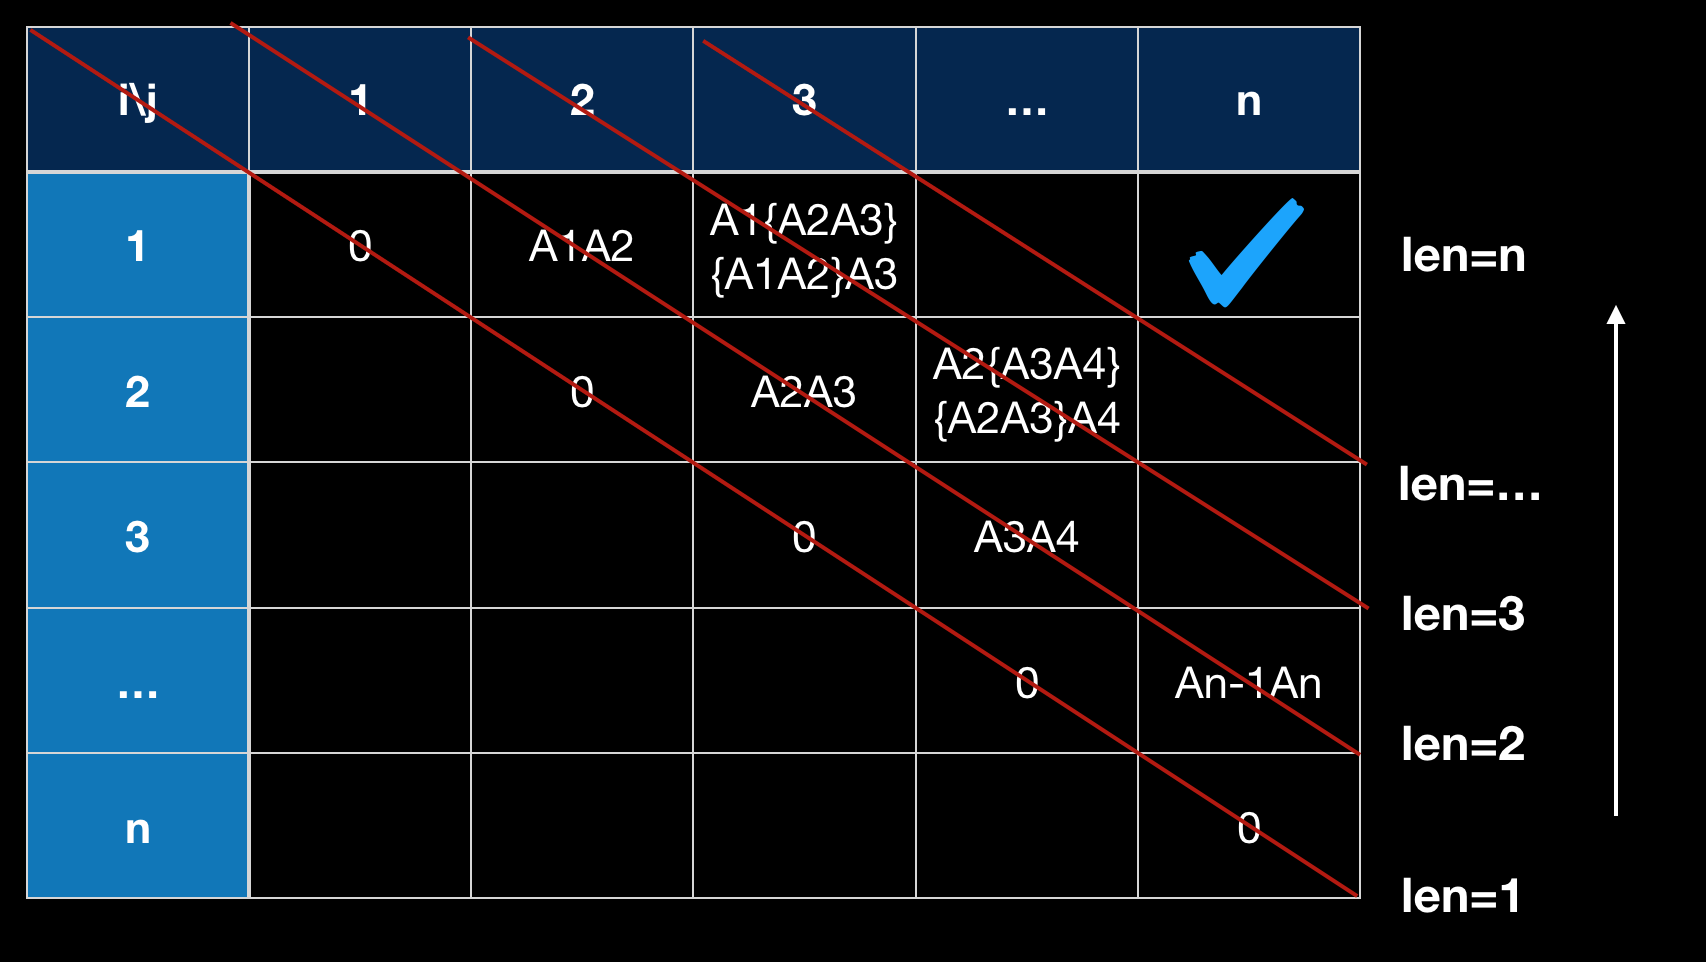 i\j 1 2 3 ... n
1 0 A1A2 A1{A2A3}
{A1A2}A3
len=n
2 0 A2A3 A2{A3A4}
{A2A3}A4
len=...
3 0 A3A4
len=3
... 0 An-1An
len=2
n 0
len=1